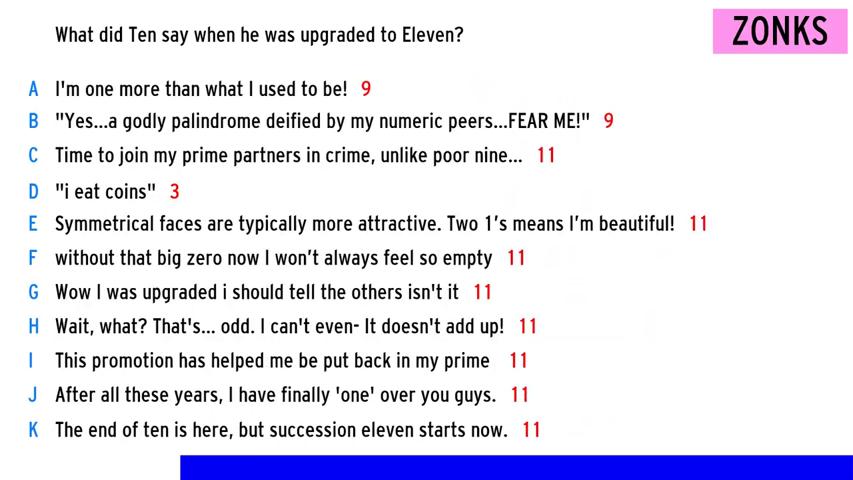 What did Ten say when he was upgraded to Eleven?
ZONKS
A I'm one more than what I used to be! 9
B "Yes...a godly palindrome deified by my numeric peers...FEAR ME!" 9
C Time to join my prime partners in crime, unlike poor nine... 11
D "i eat coins" 3
E Symmetrical faces are typically more attractive. Two 1’s means I’m beautiful! 11
F without that big zero now I won’t always feel so empty 11
G Wow I was upgraded i should tell the others isn't it 11
H Wait, what? That's... odd. I can't even- It doesn't add up! 11
I This promotion has helped me be put back in my prime 11
J After all these years, I have finally 'one' over you guys. 11
K The end of ten is here, but succession eleven starts now. 11